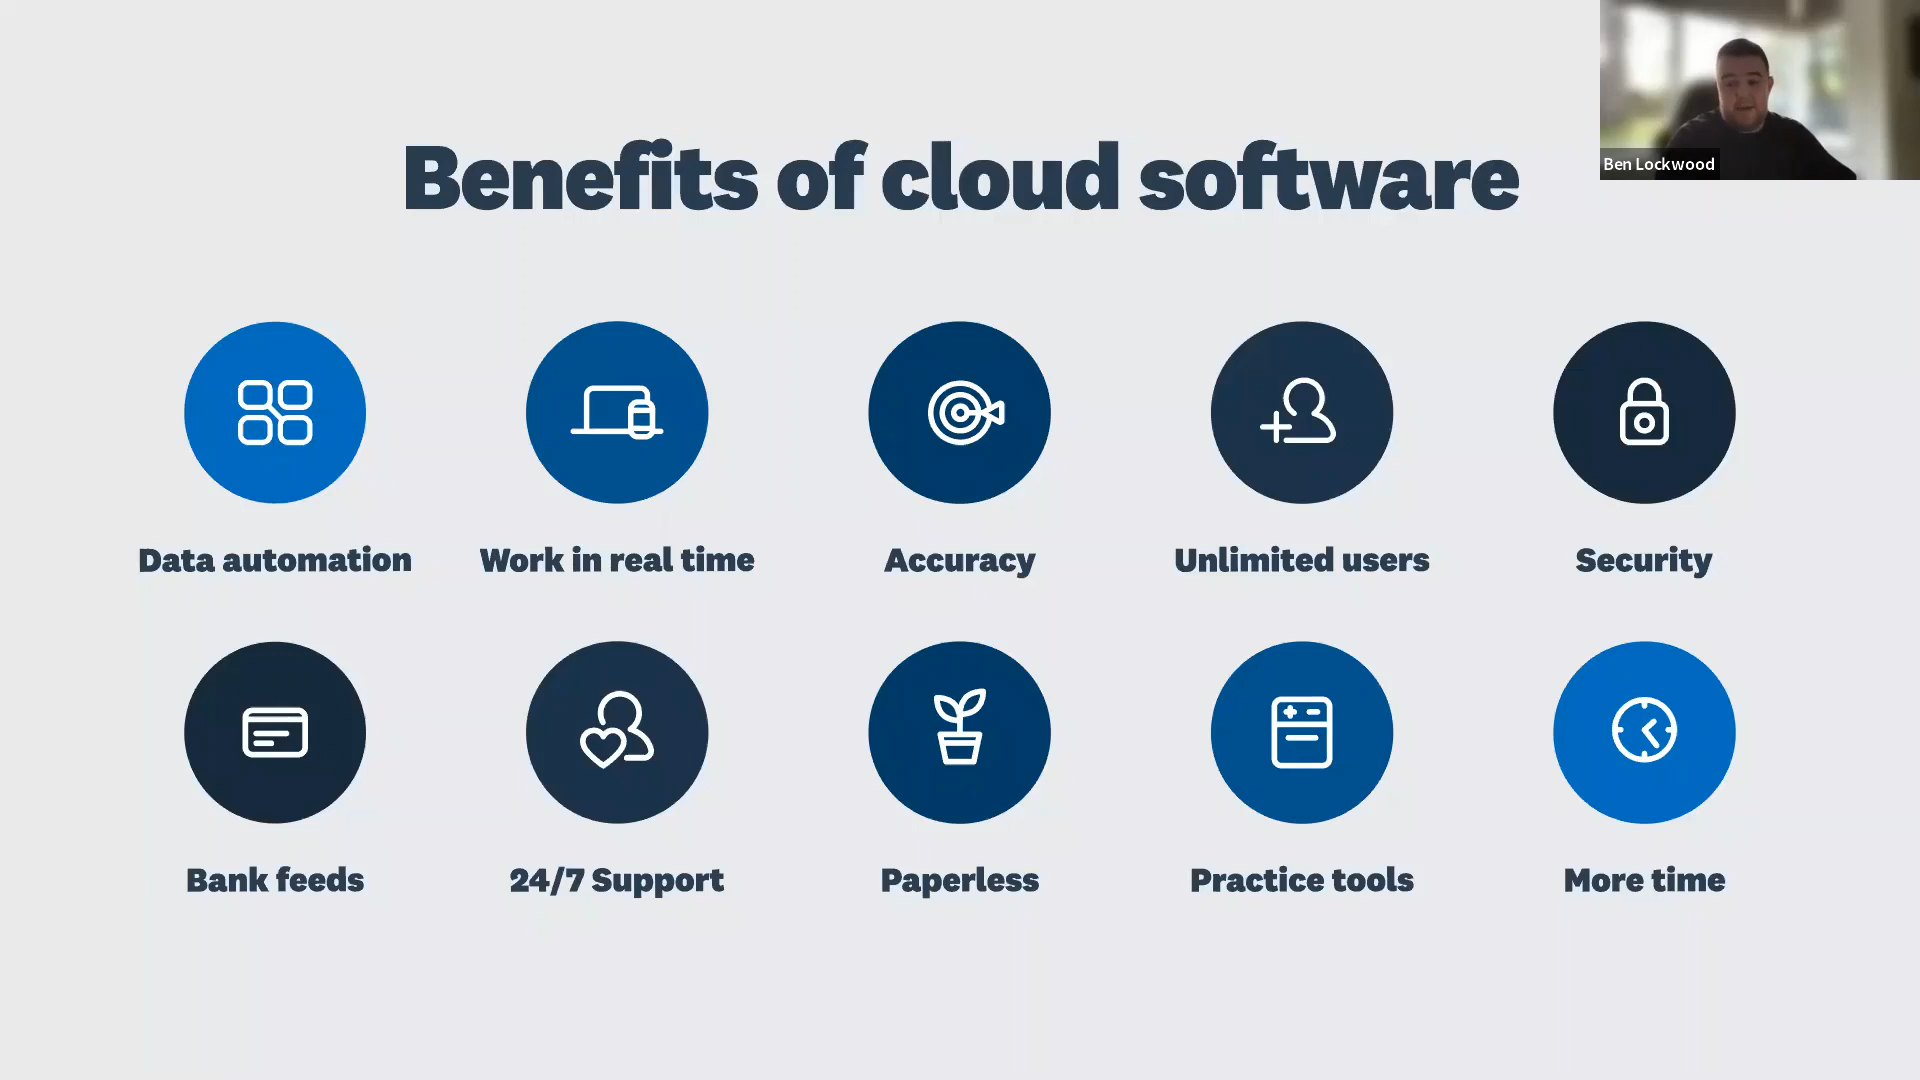 Benefits of cloud software
Ben Lockwood
Data automation
Work in real time
Accuracy
Unlimited users
Security
Bank feeds
24/7 Support
Paperless
Practice tools
More time